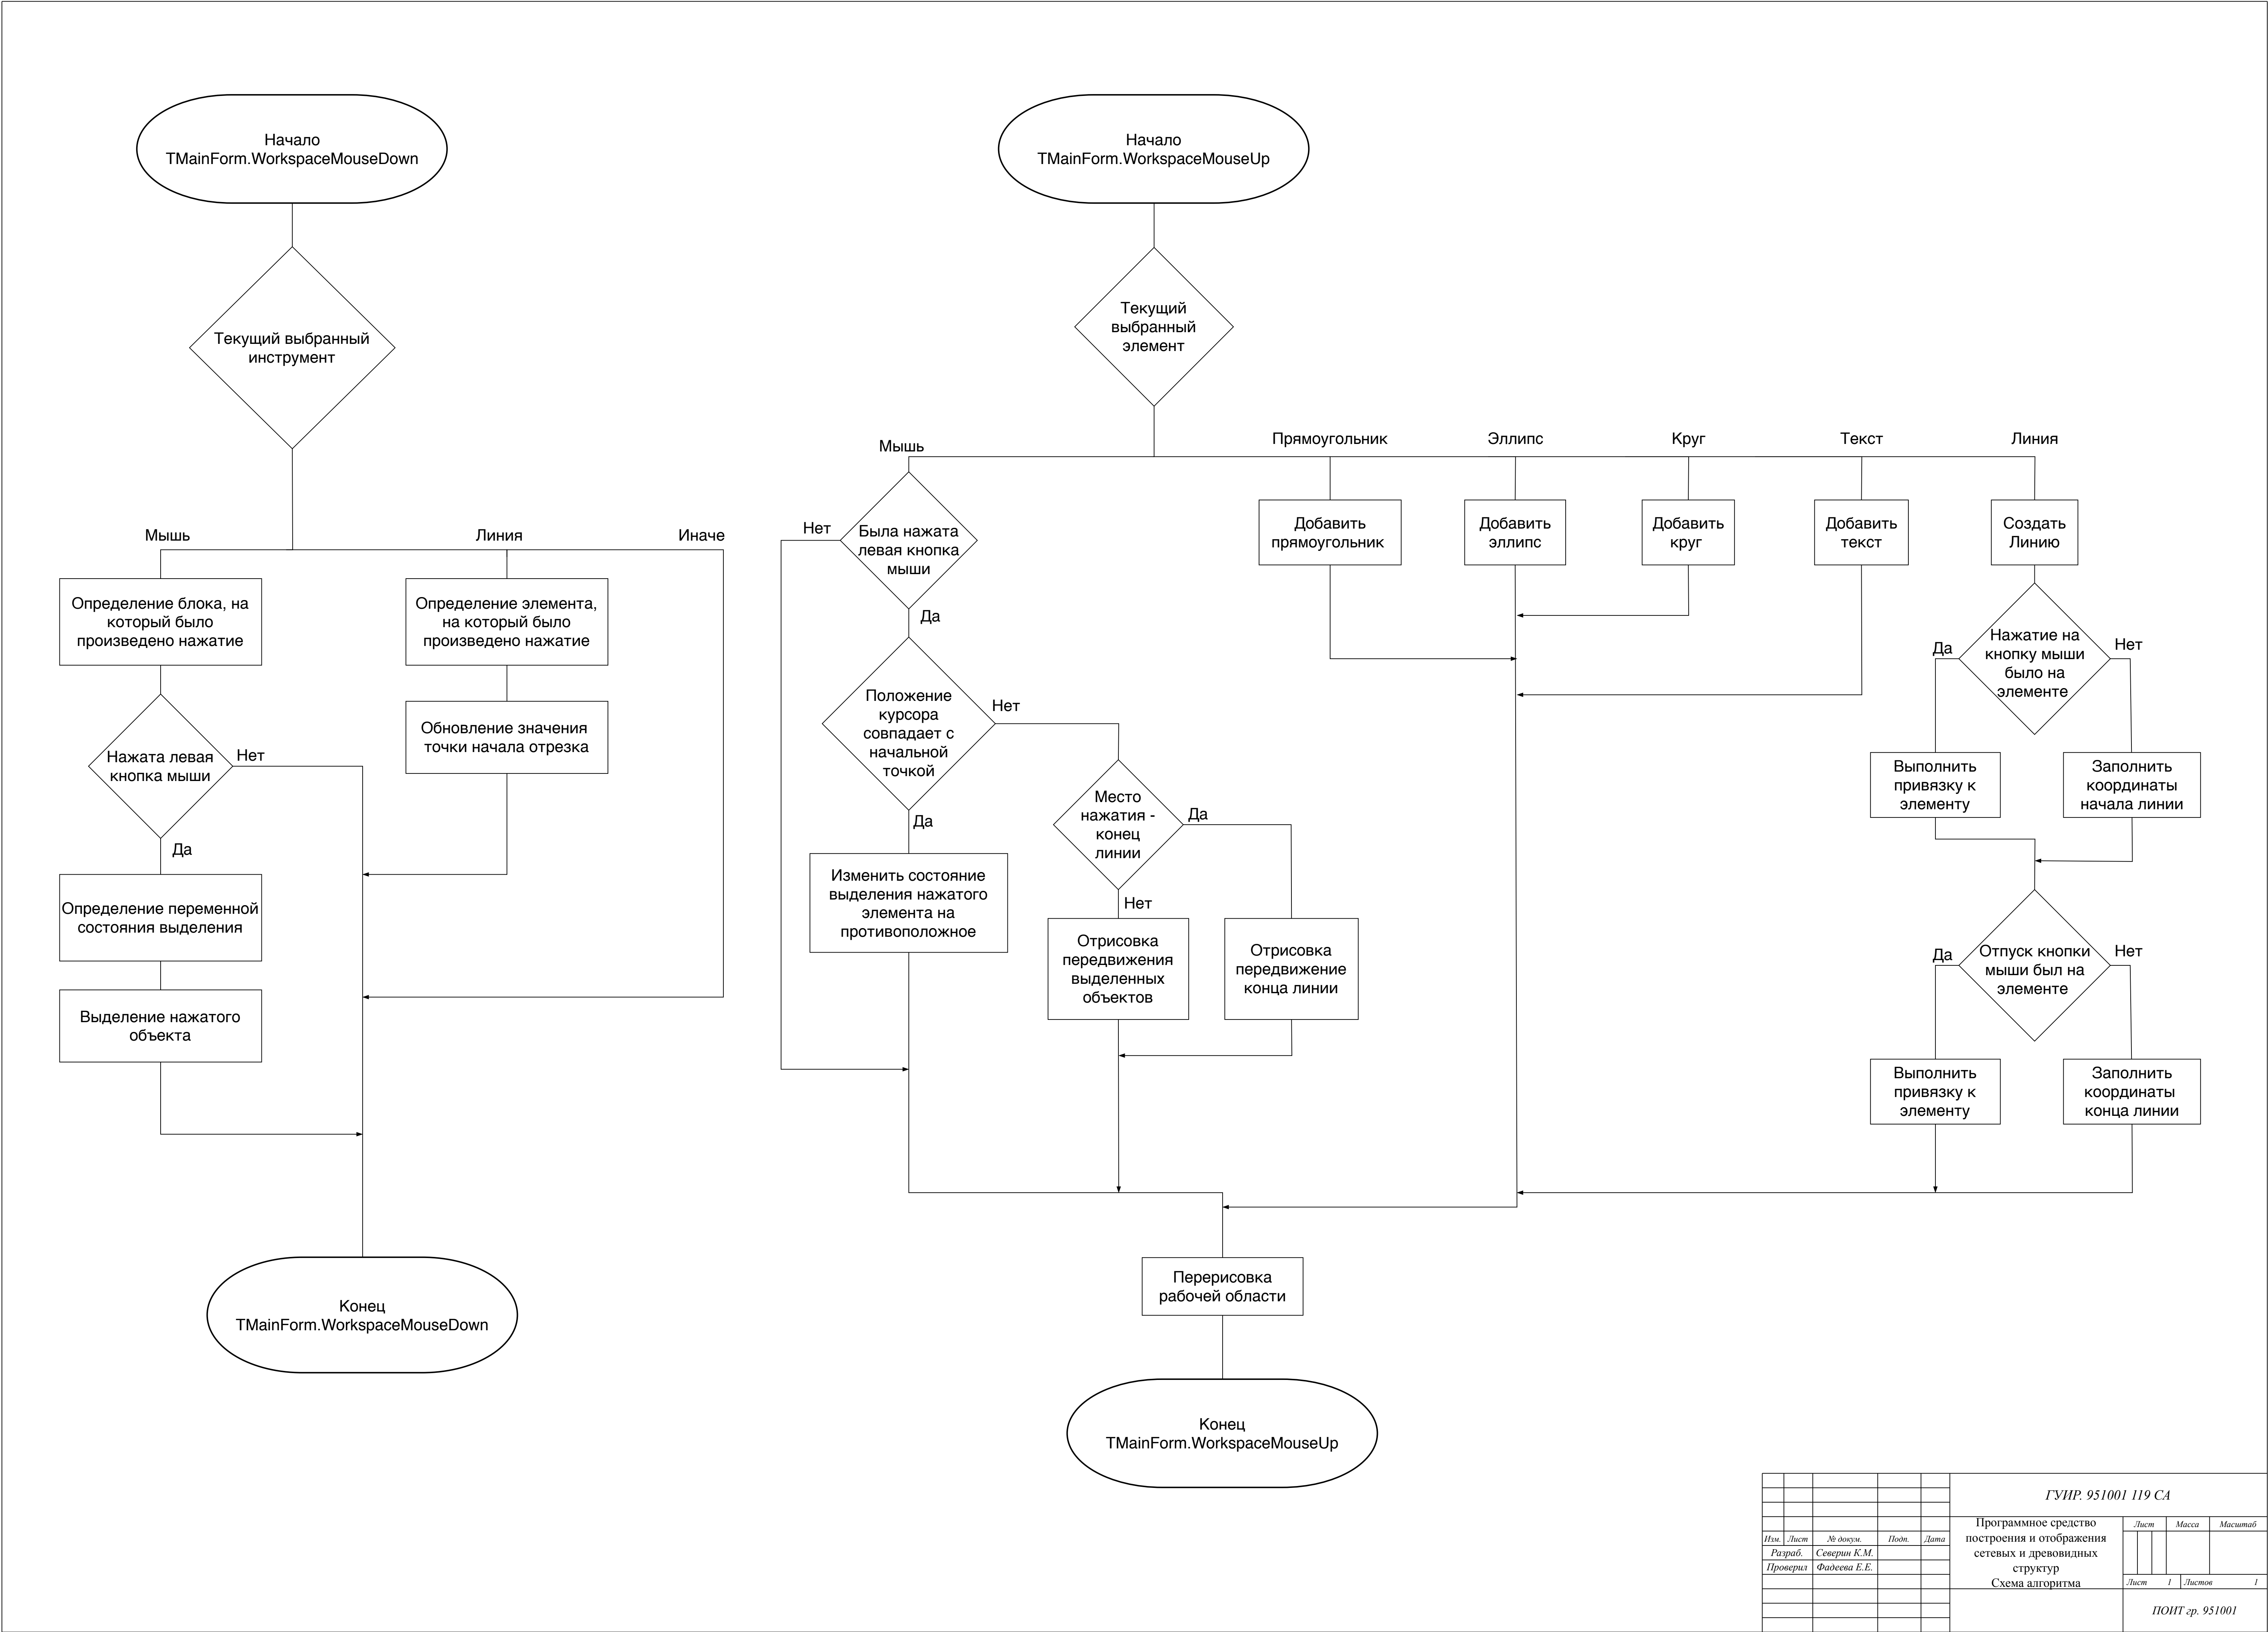 Начало
TMainForm.WorkspaceMouseDown
Текущий выбранный
инструмент
Мышь
Линия
Иначе
Определение блока, на
который было
произведено нажатие
Определение элемента,
на который было
произведено нажатие
Обновление значения
точки начала отрезка
Нажата левая
кнопка мыши
Нет
Да
Определение переменной
состояния выделения
Выделение нажатого
объекта
Конец
TMainForm.WorkspaceMouseDown
Начало
TMainForm.WorkspaceMouseUp
Текущий
выбранный
элемент
Мышь
Прямоугольник
Эллипс
Круг
Текст
Линия
Была нажата
левая кнопка
мыши
Нет
Да
Добавить
прямоугольник
Добавить
эллипс
Добавить
круг
Добавить
текст
Создать
Линию
Положение
курсора
совпадает с
начальной
точкой
Нет
Да
Место
нажатия -
конец
линии
Да
Нет
Изменить состояние
выделения нажатого
элемента на
противоположное
Отрисовка
передвижения
выделенных
объектов
Отрисовка
передвижение
конца линии
Нажатие на
кнопку мыши
было на
элементе
Да
Нет
Выполнить
привязку к
элементу
Заполнить
координаты
начала линии
Отпуск кнопки
мыши был на
элементе
Да
Нет
Выполнить
привязку к
элементу
Заполнить
координаты
конца линии
Перерисовка
рабочей области
Конец
TMainForm.WorkspaceMouseUp
ГУИР. 951001 119 СА
Изм. Лист № докум. Подп. Дата
Разраб. Северин К.М.
Проверил Фадеева Е.Е.
Программное средство
построения и отображения
сетевых и древовидных
структур
Схема алгоритма
Лист Масса Масштаб
Лист 1 Листов 1
ПОИТ гр. 951001